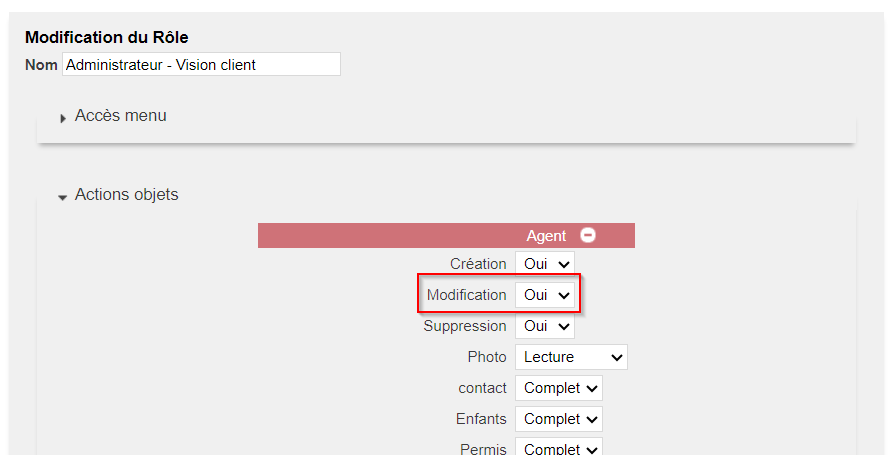 Modification du Rôle
Nom Administrateur - Vision client
Accès menu
Actions objets
Agent
Création Oui
Modification Oui
Suppression Oui
Photo Lecture
contact Complet
Enfants Complet
Permis Complet